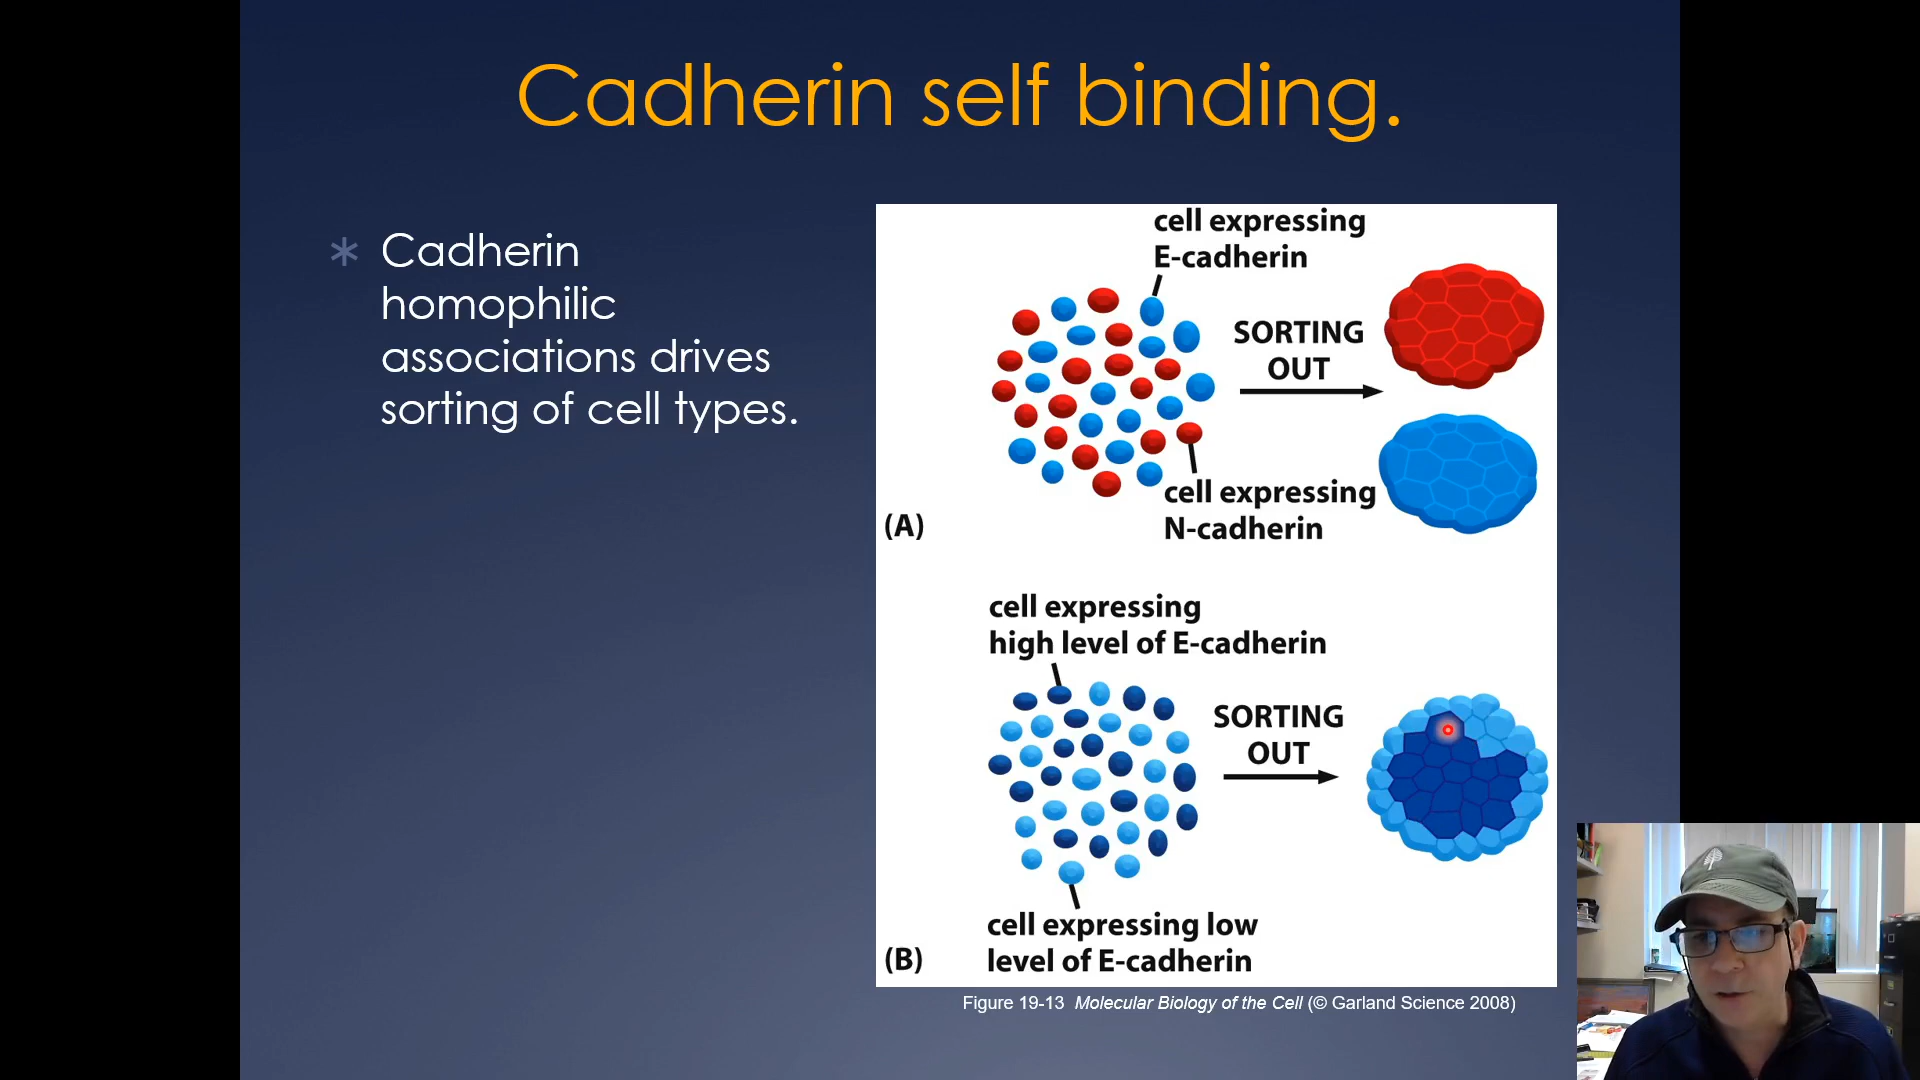 Cadherin self binding.
Cadherin
homophilic
associations drives
sorting of cell types.
cell expressing
E-cadherin
SORTING
OUT
cell expressing
N-cadherin
(A)
cell expressing
high level of E-cadherin
SORTING
OUT
cell expressing low
level of E-cadherin
(B)
Figure 19-13 Molecular Biology of the Cell (© Garland Science 2008)